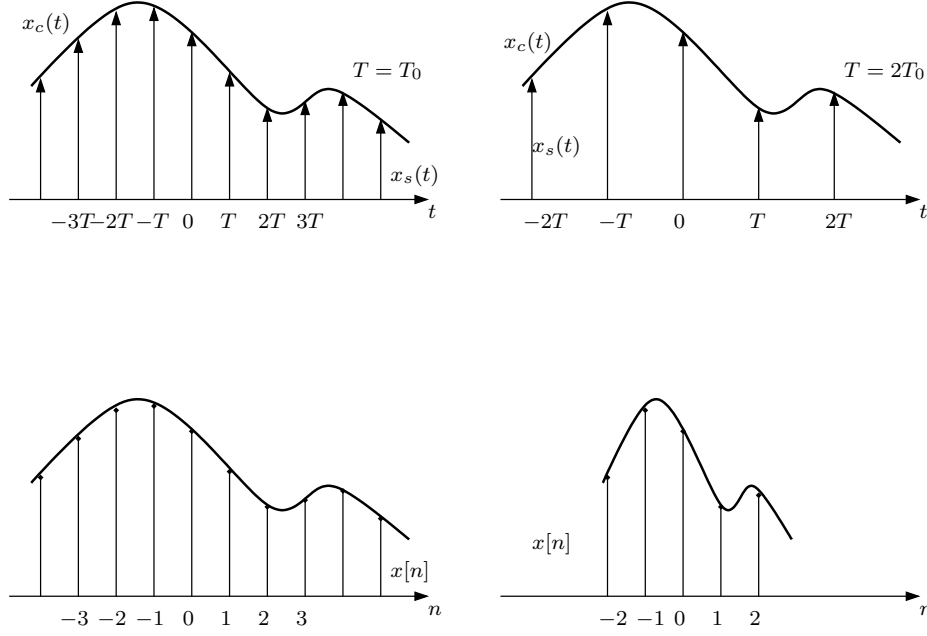 x_c(t)
T = T_0
x_s(t)
−3T −2T −T 0 T 2T 3T t
x_c(t)
T = 2T_0
x_s(t)
−2T −T 0 T 2T t
x[n]
−3 −2 −1 0 1 2 3 n
x[n]
−2 −1 0 1 2